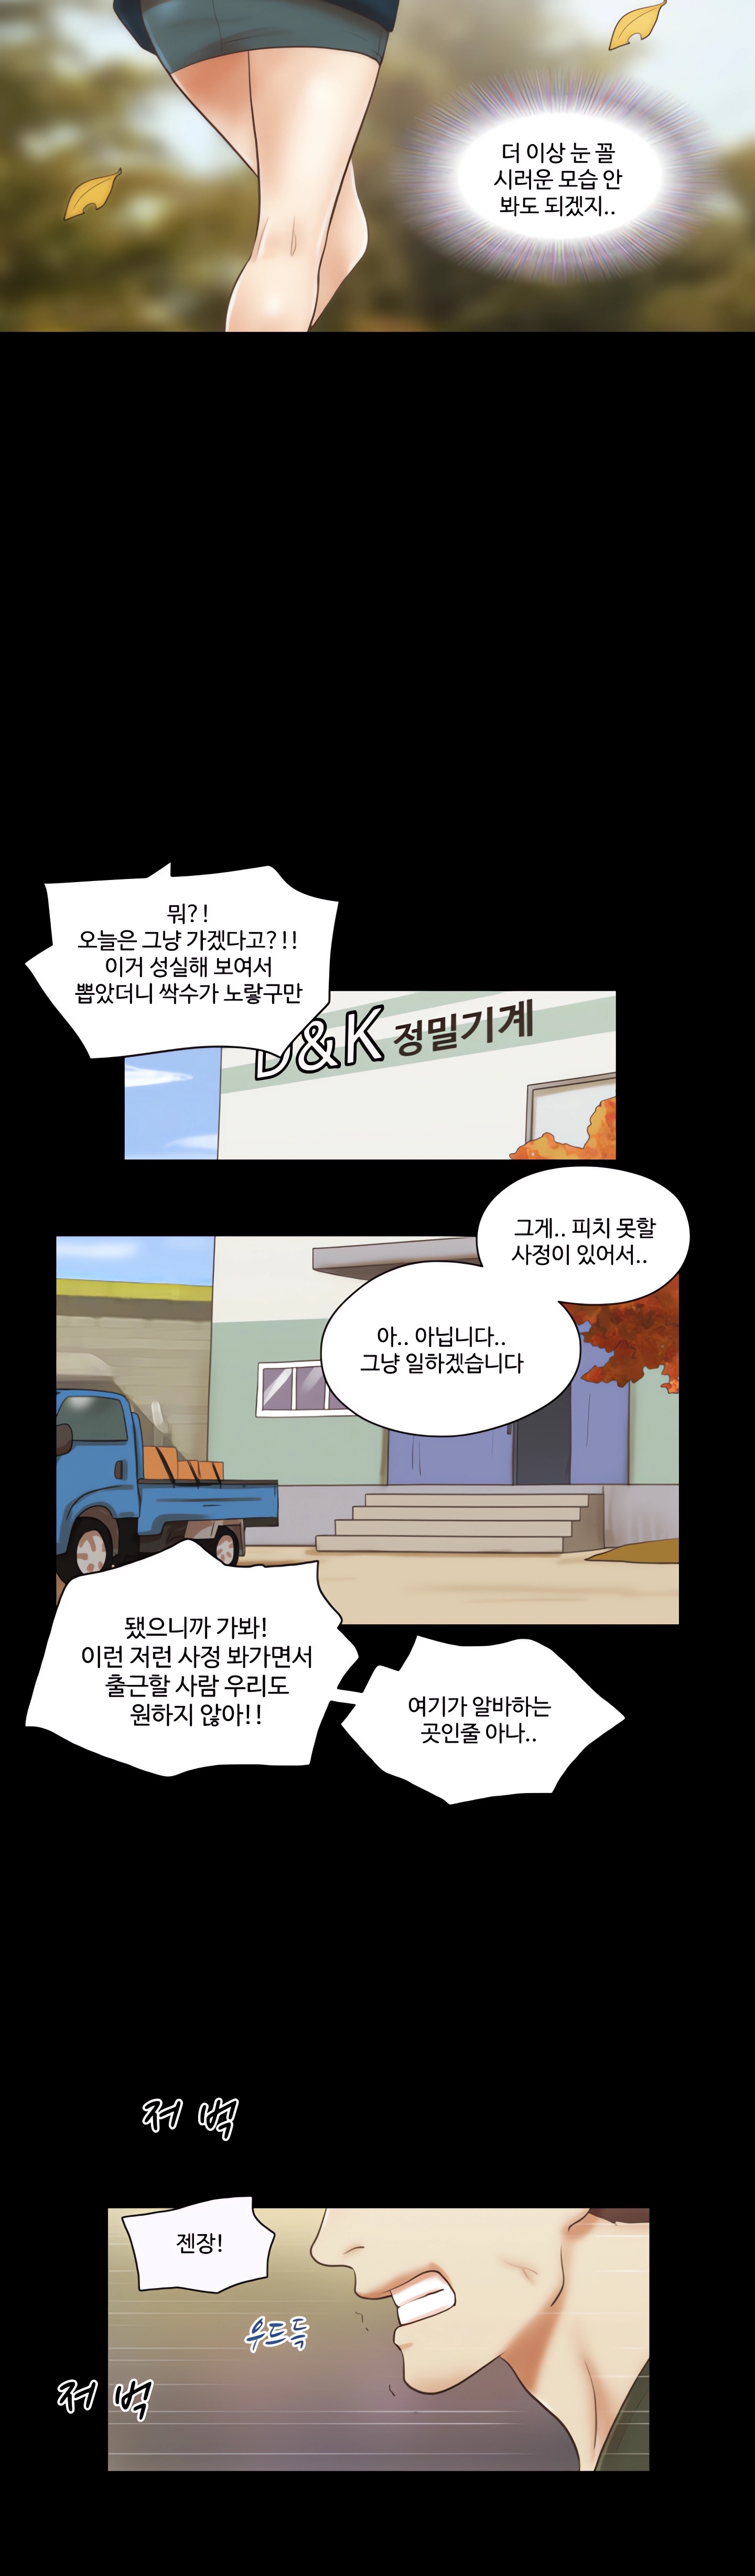 더 이상 눈 꼴
시러운 모습 안
봐도 되겠지..
뭐?!
오늘은 그냥 가겠다고?!!
이거 성실해 보여서
뽑았더니 싹수가 노랗구만
D&K 정밀기계
그게.. 피치 못할
사정이 있어서..
아.. 아닙니다..
그냥 일하겠습니다
됐으니까 가봐!
이런 저런 사정 봐가면서
출근할 사람 우리도
원하지 않아!!
여기가 알바하는
곳인줄 아나..
저벅
젠장!
우드득
저벅